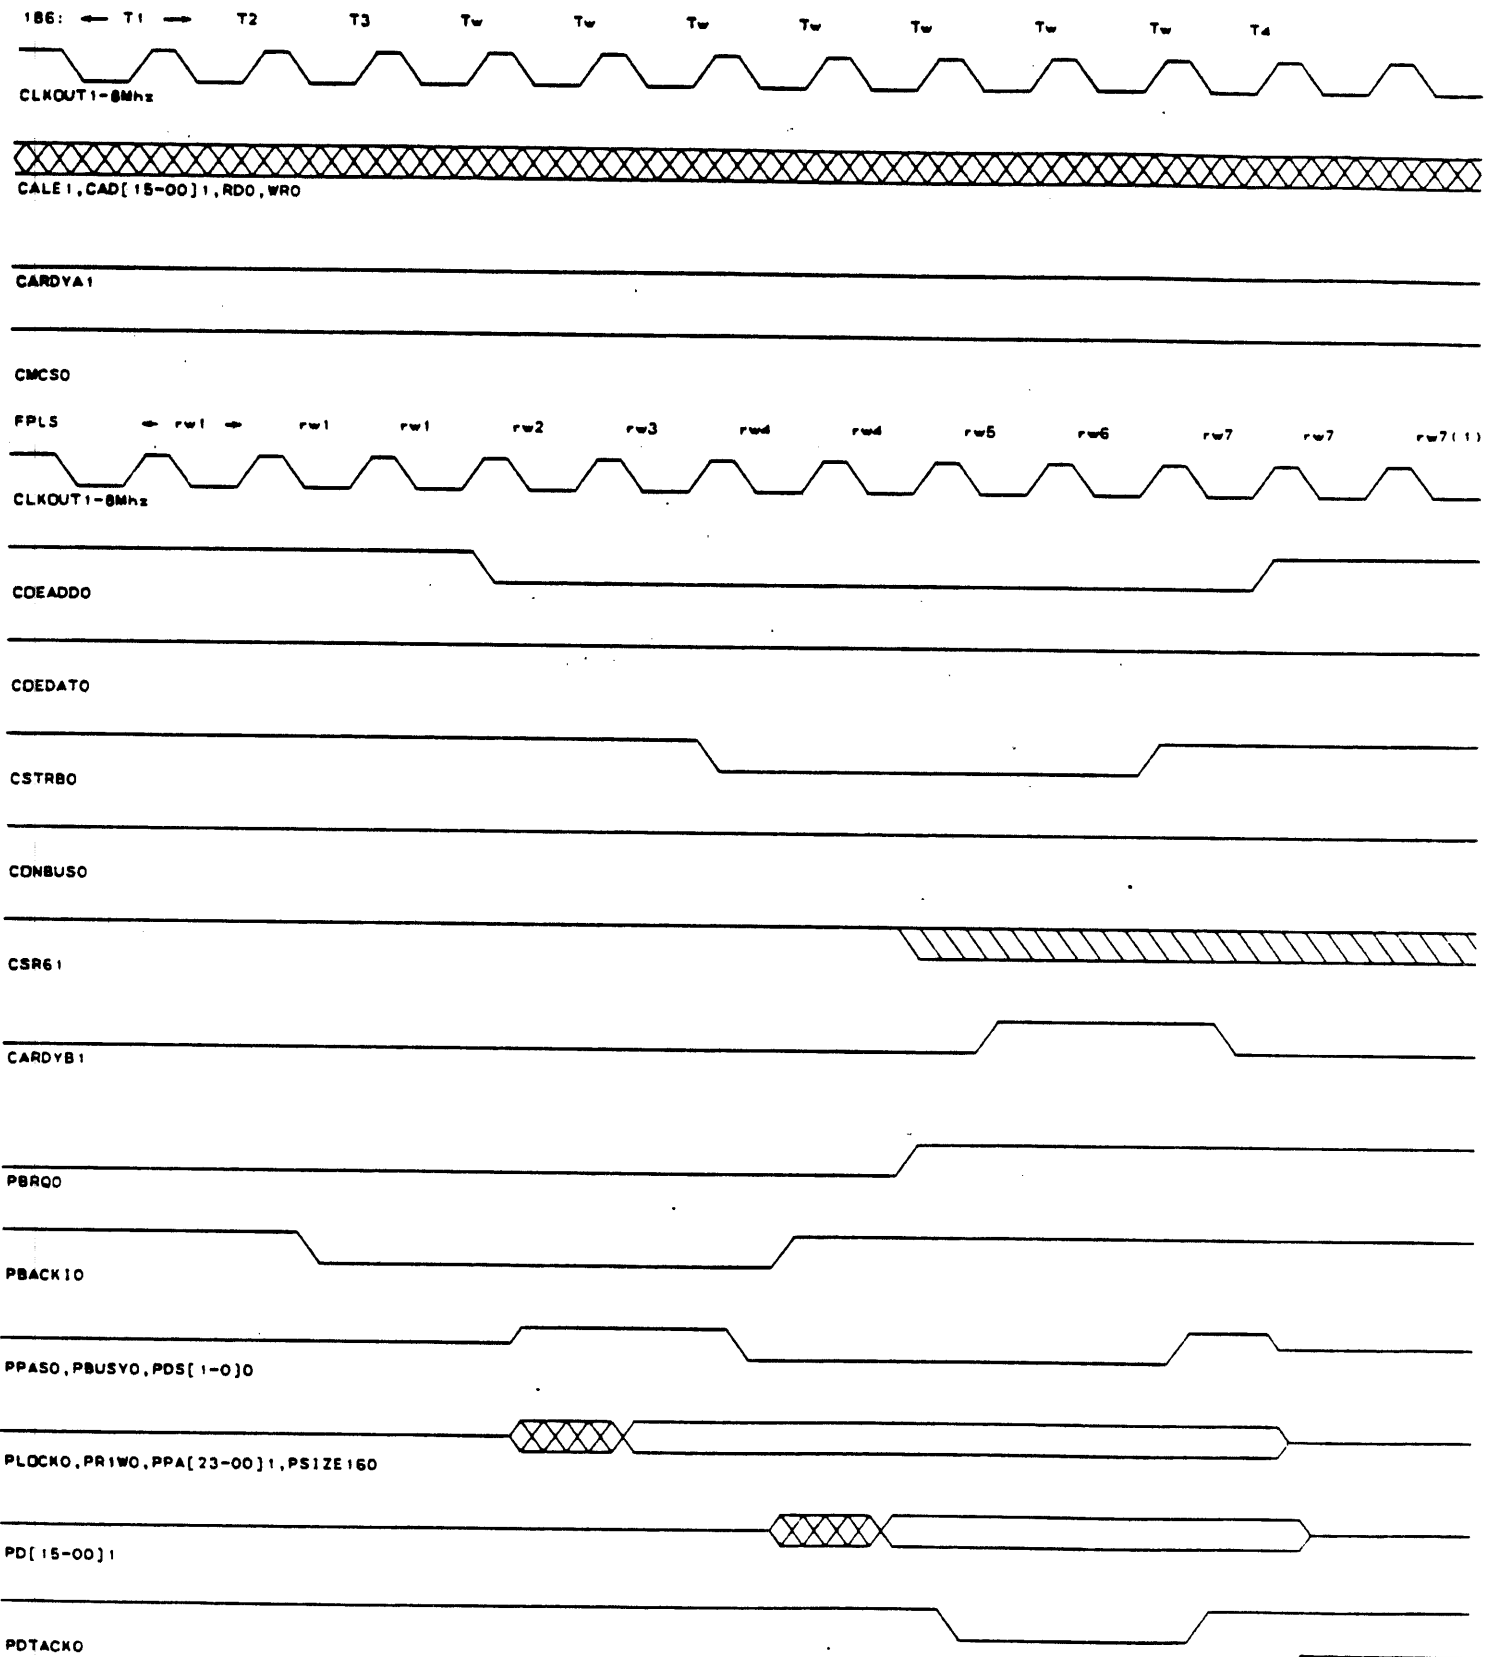 186: ← T1 → T2 T3 Tw Tw Tw Tw Tw Tw Tw T4
CLKOUT1-8Mhz
CALE1,CAD[15-00]1,RD0,WR0
CARDYA1
CMCS0
FPLS ← rw1 → rw1 rw1 rw2 rw3 rw4 rw4 rw5 rw6 rw7 rw7 rw7(1)
CLKOUT1-8Mhz
COEADD0
COEDAT0
CSTRB0
CONBUS0
CSR61
CARDYB1
PBRQ0
PBACKI0
PPAS0,PBUSY0,PDS[1-0]0
PLOCK0,PR1W0,PPA[23-00]1,PSIZE160
PD[15-00]1
PDTACK0